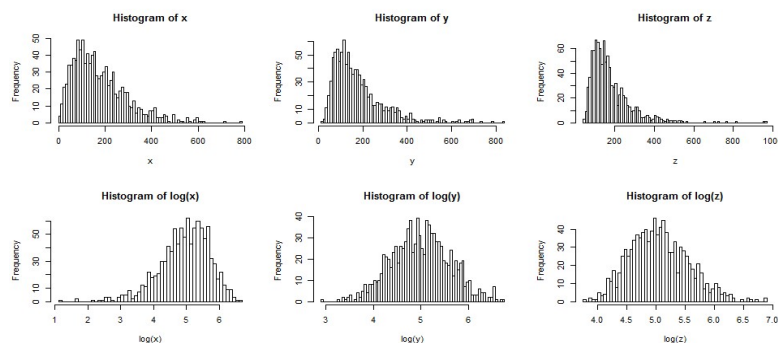 Histogram of x
Histogram of y
Histogram of z
Frequency
0 10 20 30 40 50
0 200 400 600 800
x
Frequency
0 10 30 50
0 200 400 600 800
y
Frequency
0 20 40 60
200 400 600 800 1000
z
Histogram of log(x)
Histogram of log(y)
Histogram of log(z)
Frequency
0 10 30 50
1 2 3 4 5 6
log(x)
Frequency
0 10 20 30 40
3 4 5 6
log(y)
Frequency
0 10 20 30 40
4.0 4.5 5.0 5.5 6.0 6.5 7.0
log(z)